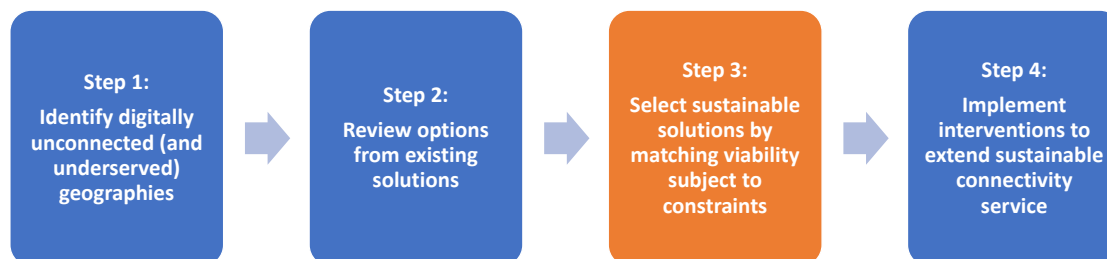 Step 1:
Identify digitally
unconnected (and
underserved)
geographies
Step 2:
Review options
from existing
solutions
Step 3:
Select sustainable
solutions by
matching viability
subject to
constraints
Step 4:
Implement
interventions to
extend sustainable
connectivity
service